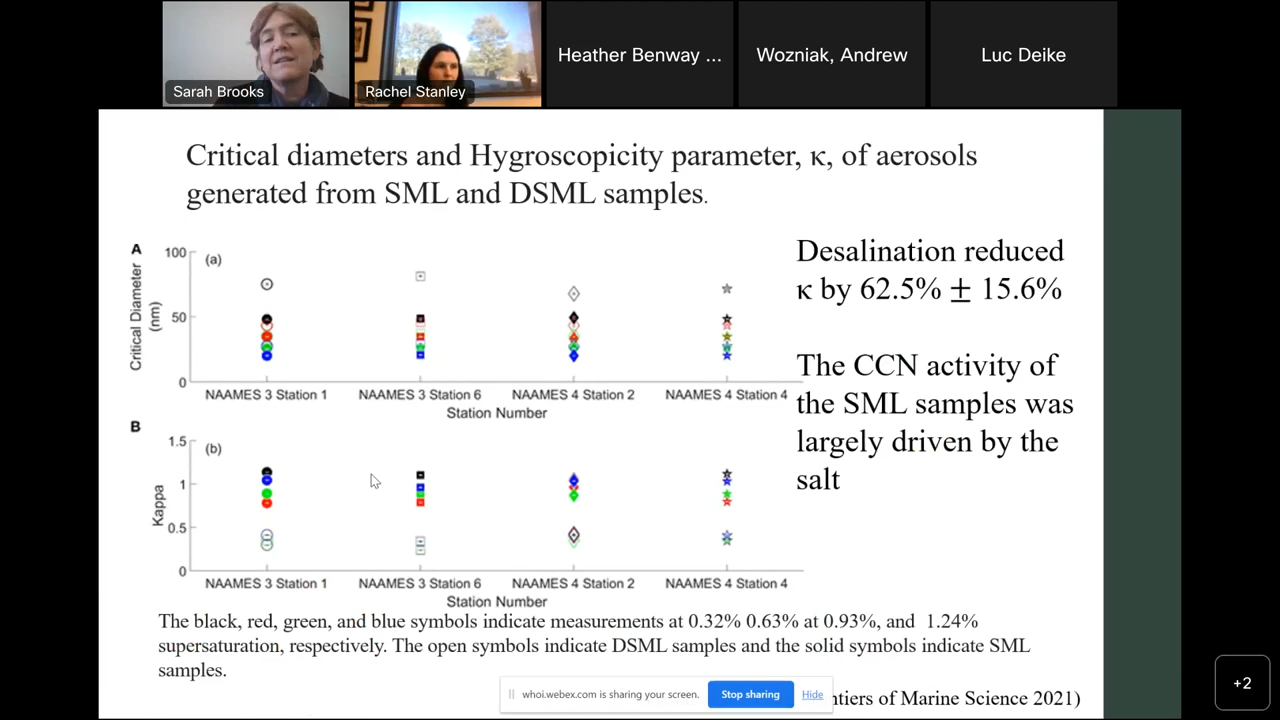 Sarah Brooks
Rachel Stanley
Heather Benway ...
Wozniak, Andrew
Luc Deike
Critical diameters and Hygroscopicity parameter, κ, of aerosols
generated from SML and DSML samples.
A
(a)
Critical Diameter
(nm)
100
50
0
NAAMES 3 Station 1
NAAMES 3 Station 6
NAAMES 4 Station 2
NAAMES 4 Station 4
Station Number
B
(b)
Kappa
1.5
1
0.5
0
NAAMES 3 Station 1
NAAMES 3 Station 6
NAAMES 4 Station 2
NAAMES 4 Station 4
Station Number
Desalination reduced
κ by 62.5% ± 15.6%
The CCN activity of
the SML samples was
largely driven by the
salt
The black, red, green, and blue symbols indicate measurements at 0.32% 0.63% at 0.93%, and 1.24%
supersaturation, respectively. The open symbols indicate DSML samples and the solid symbols indicate SML
samples.
whoi.webex.com is sharing your screen.
Stop sharing
Hide
ntiers of Marine Science 2021)
+2